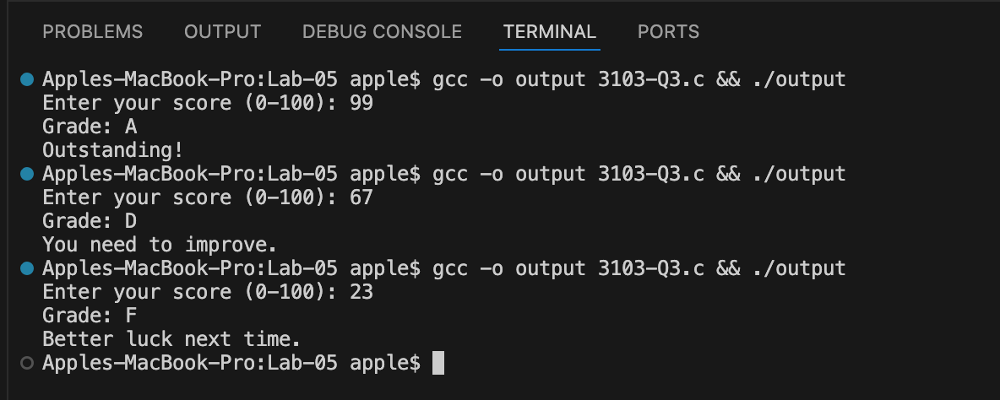 PROBLEMS OUTPUT DEBUG CONSOLE TERMINAL PORTS
Apples-MacBook-Pro:Lab-05 apple$ gcc -o output 3103-Q3.c && ./output
Enter your score (0-100): 99
Grade: A
Outstanding!
Apples-MacBook-Pro:Lab-05 apple$ gcc -o output 3103-Q3.c && ./output
Enter your score (0-100): 67
Grade: D
You need to improve.
Apples-MacBook-Pro:Lab-05 apple$ gcc -o output 3103-Q3.c && ./output
Enter your score (0-100): 23
Grade: F
Better luck next time.
Apples-MacBook-Pro:Lab-05 apple$